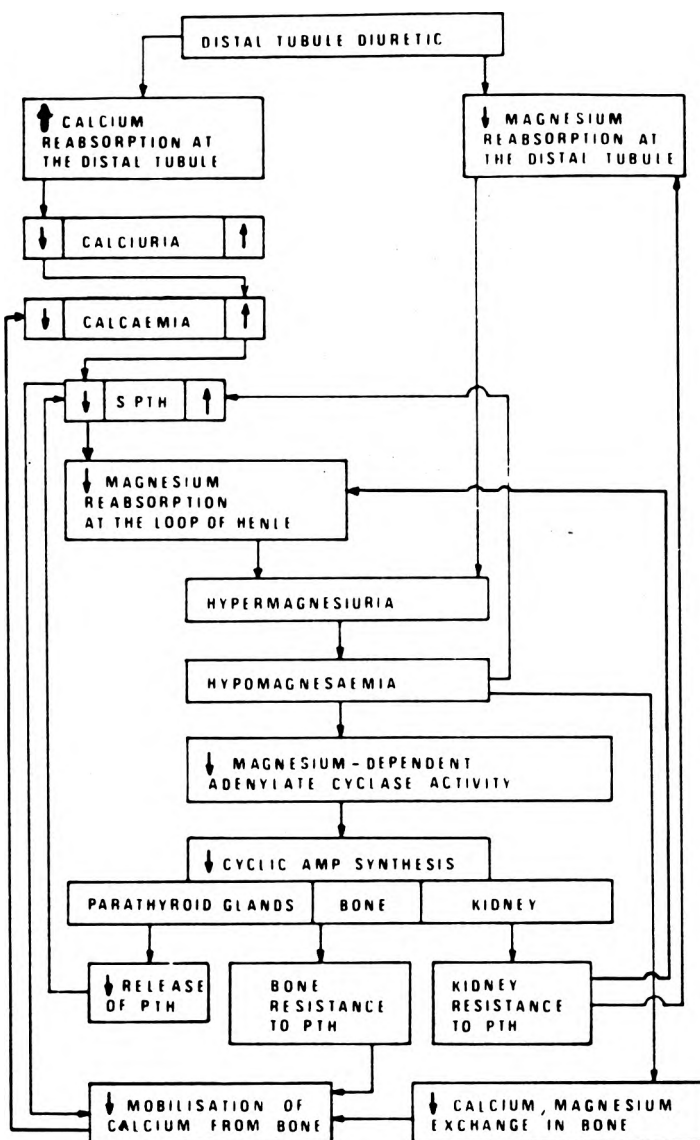 DISTAL TUBULE DIURETIC
↑ CALCIUM
REABSORPTION AT
THE DISTAL TUBULE
↓ MAGNESIUM
REABSORPTION AT
THE DISTAL TUBULE
↓ CALCIURIA ↑
↓ CALCAEMIA ↑
↓ S PTH ↑
↓ MAGNESIUM
REABSORPTION
AT THE LOOP OF HENLE
HYPERMAGNESIURIA
HYPOMAGNESAEMIA
↓ MAGNESIUM-DEPENDENT
ADENYLATE CYCLASE ACTIVITY
↓ CYCLIC AMP SYNTHESIS
PARATHYROID GLANDS BONE KIDNEY
↓ RELEASE
OF PTH
BONE
RESISTANCE
TO PTH
KIDNEY
RESISTANCE
TO PTH
↓ MOBILISATION OF
CALCIUM FROM BONE
↓ CALCIUM, MAGNESIUM
EXCHANGE IN BONE